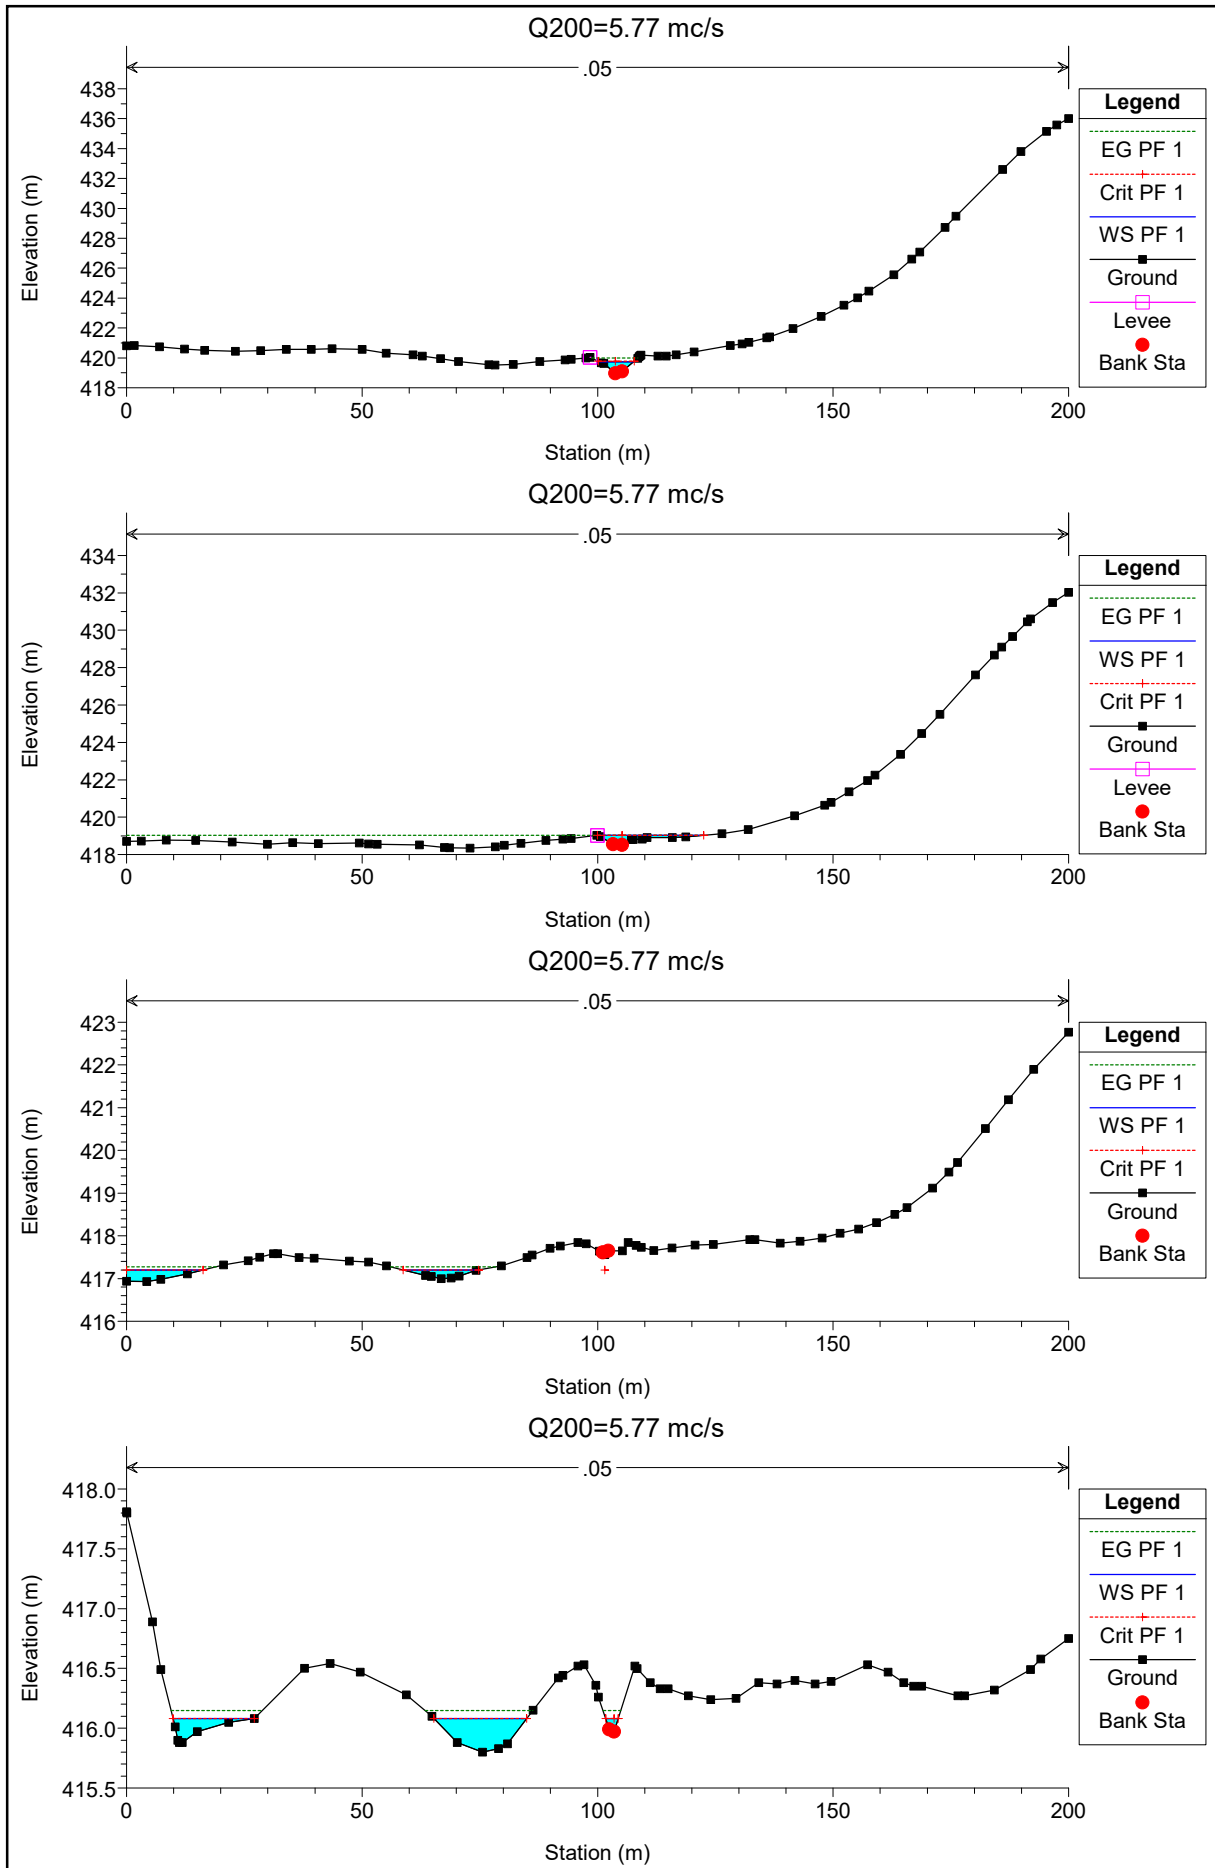 Q200=5.77 mc/s
.05
438
436
434
432
430
428
426
424
422
420
418
Elevation (m)
0
50
100
150
200
Station (m)
Legend
EG PF 1
Crit PF 1
WS PF 1
Ground
Levee
Bank Sta
Q200=5.77 mc/s
.05
434
432
430
428
426
424
422
420
418
Elevation (m)
0
50
100
150
200
Station (m)
Legend
EG PF 1
WS PF 1
Crit PF 1
Ground
Levee
Bank Sta
Q200=5.77 mc/s
.05
423
422
421
420
419
418
417
416
Elevation (m)
0
50
100
150
200
Station (m)
Legend
EG PF 1
WS PF 1
Crit PF 1
Ground
Bank Sta
Q200=5.77 mc/s
.05
418.0
417.5
417.0
416.5
416.0
415.5
Elevation (m)
0
50
100
150
200
Station (m)
Legend
EG PF 1
WS PF 1
Crit PF 1
Ground
Bank Sta